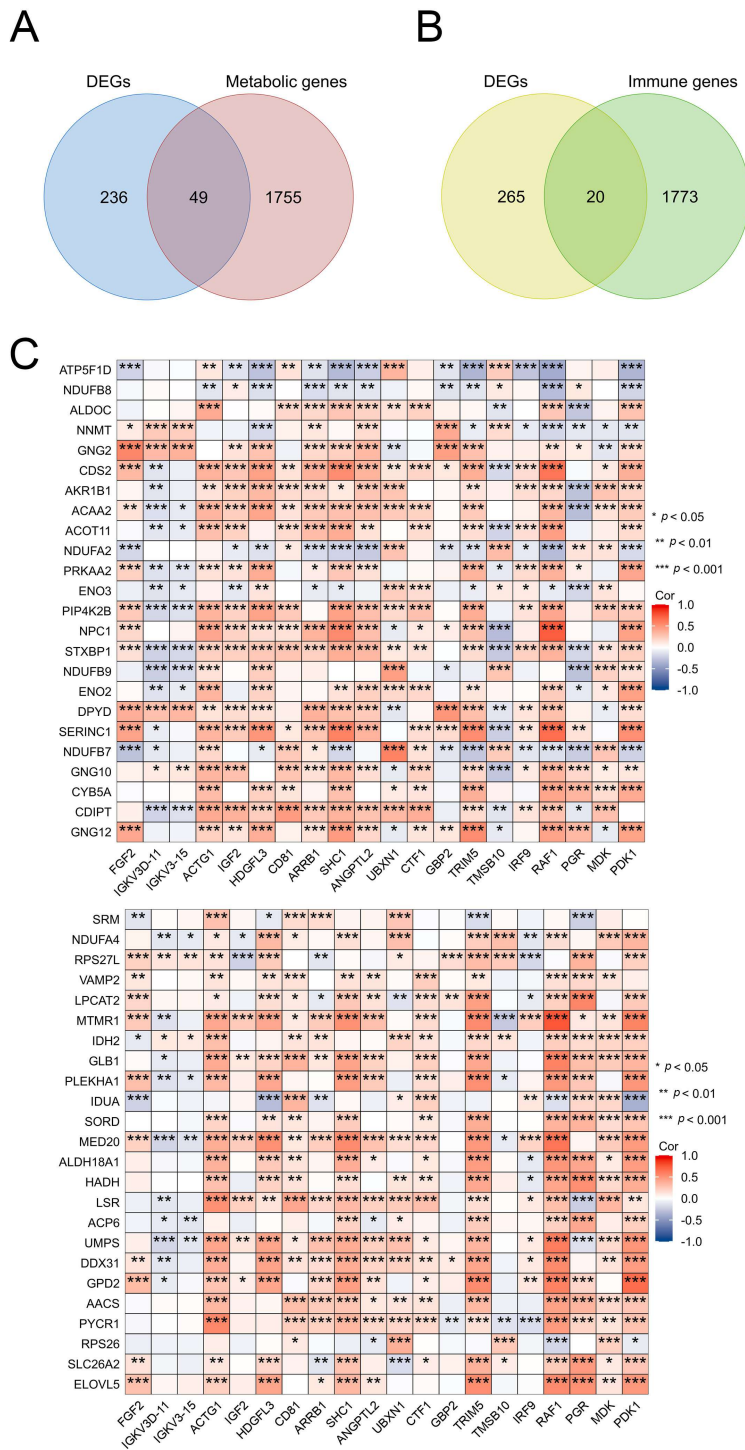 A
B
DEGs
Metabolic genes
236
49
1755
DEGs
Immune genes
265
20
1773
C
ATP5F1D
NDUFB8
ALDOC
NNMT
GNG2
CDS2
AKR1B1
ACAA2
ACOT11
NDUFA2
PRKAA2
ENO3
PIP4K2B
NPC1
STXBP1
NDUFB9
ENO2
DPYD
SERINC1
NDUFB7
GNG10
CYB5A
CDIPT
GNG12
FGF2
IGKV3D-11
IGKV3-15
ACTG1
IGF2
HDGFL3
CD81
ARRB1
SHC1
ANGPTL2
UBXN1
CTF1
GBP2
TRIM5
TMSB10
IRF9
RAF1
PGR
MDK
PDK1
* p < 0.05
** p < 0.01
*** p < 0.001
Cor
1.0
0.5
0.0
-0.5
-1.0
SRM
NDUFA4
RPS27L
VAMP2
LPCAT2
MTMR1
IDH2
GLB1
PLEKHA1
IDUA
SORD
MED20
ALDH18A1
HADH
LSR
ACP6
UMPS
DDX31
GPD2
AACS
PYCR1
RPS26
SLC26A2
ELOVL5
FGF2
IGKV3D-11
IGKV3-15
ACTG1
IGF2
HDGFL3
CD81
ARRB1
SHC1
ANGPTL2
UBXN1
CTF1
GBP2
TRIM5
TMSB10
IRF9
RAF1
PGR
MDK
PDK1
* p < 0.05
** p < 0.01
*** p < 0.001
Cor
1.0
0.5
0.0
-0.5
-1.0